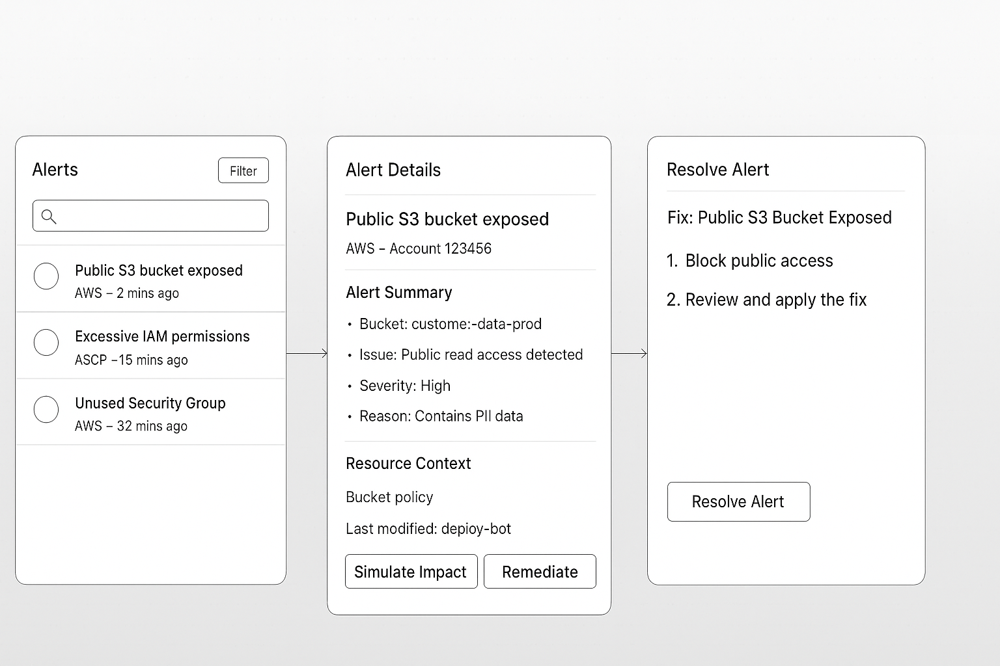 Alerts
Filter
Public S3 bucket exposed
AWS – 2 mins ago
Excessive IAM permissions
ASCP –15 mins ago
Unused Security Group
AWS – 32 mins ago
Alert Details
Public S3 bucket exposed
AWS – Account 123456
Alert Summary
• Bucket: custome:-data-prod
• Issue: Public read access detected
• Severity: High
• Reason: Contains PII data
Resource Context
Bucket policy
Last modified: depioy-bot
Simulate Impact
Remediate
Resolve Alert
Fix: Public S3 Bucket Exposed
1. Block public access
2. Review and apply the fix
Resolve Alert